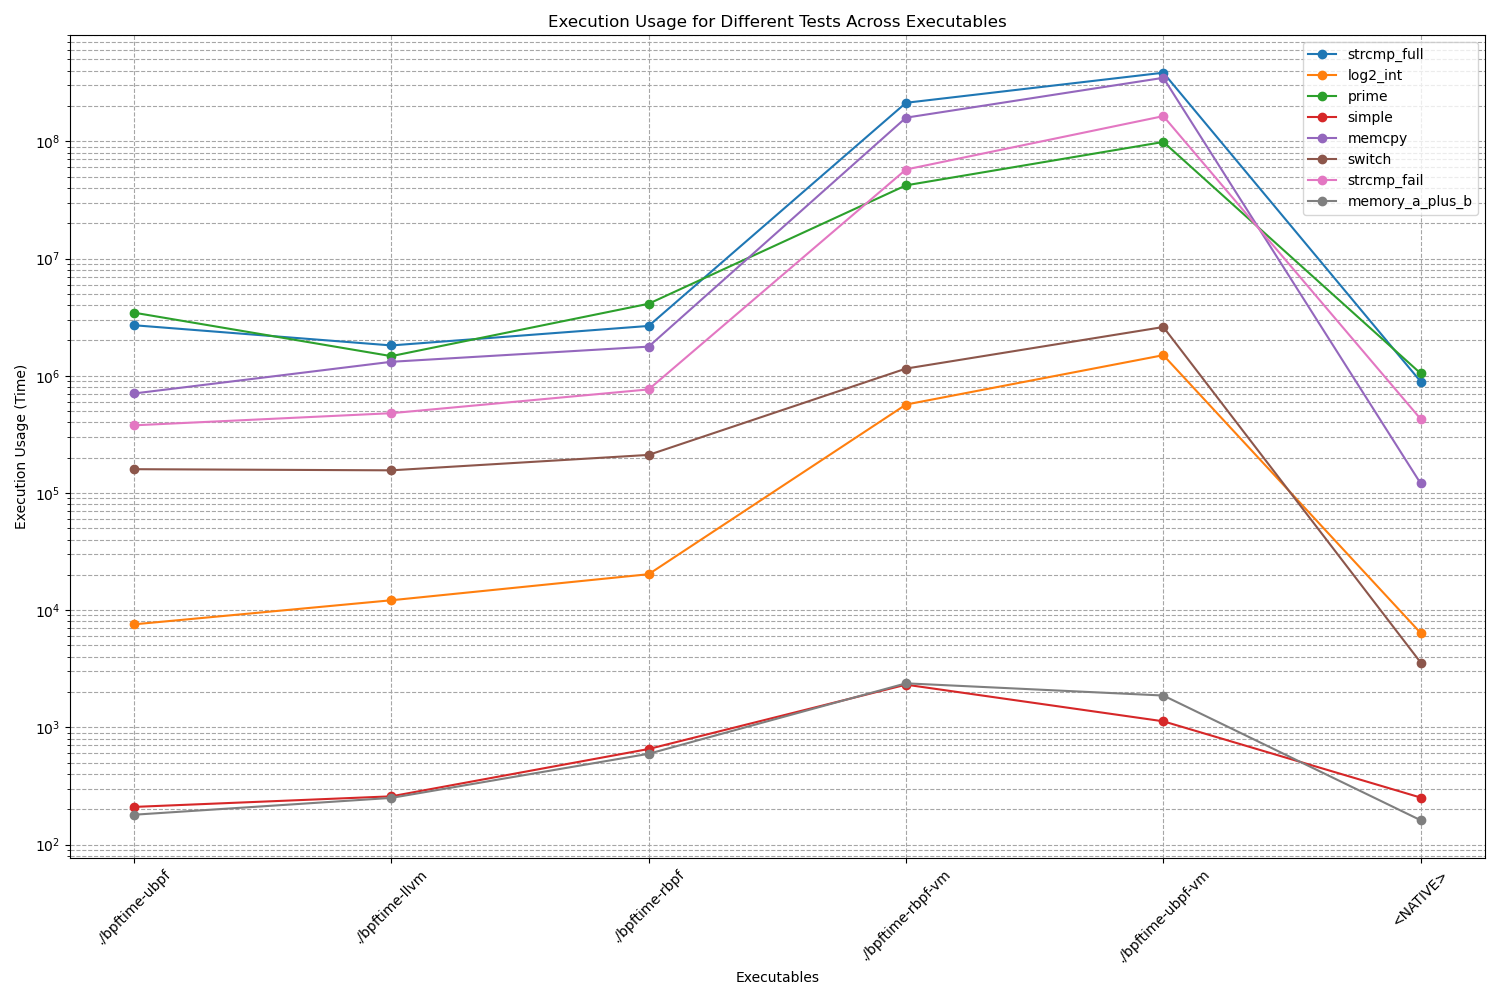 Execution Usage for Different Tests Across Executables
strcmp_full
log2_int
prime
simple
memcpy
switch
strcmp_fail
memory_a_plus_b
Execution Usage (Time)
10^8
10^7
10^6
10^5
10^4
10^3
10^2
./bpftime-ubpf
./bpftime-llvm
./bpftime-rbpf
./bpftime-rbpf-vm
./bpftime-ubpf-vm
<NATIVE>
Executables